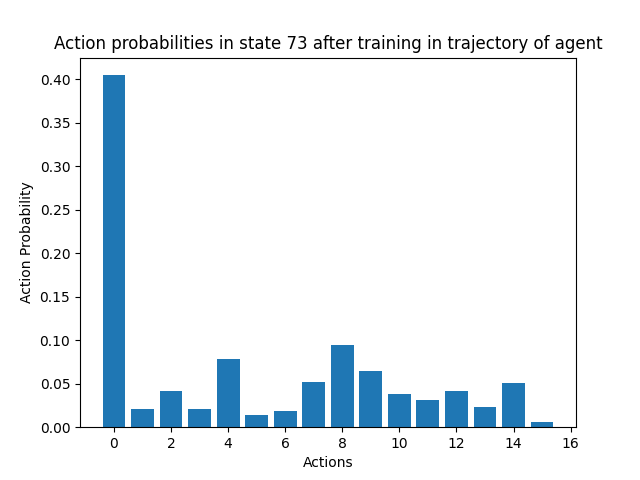 Action probabilities in state 73 after training in trajectory of agent
0.40
0.35
0.30
0.25
0.20
0.15
0.10
0.05
0.00
Action Probability
0 2 4 6 8 10 12 14 16
Actions